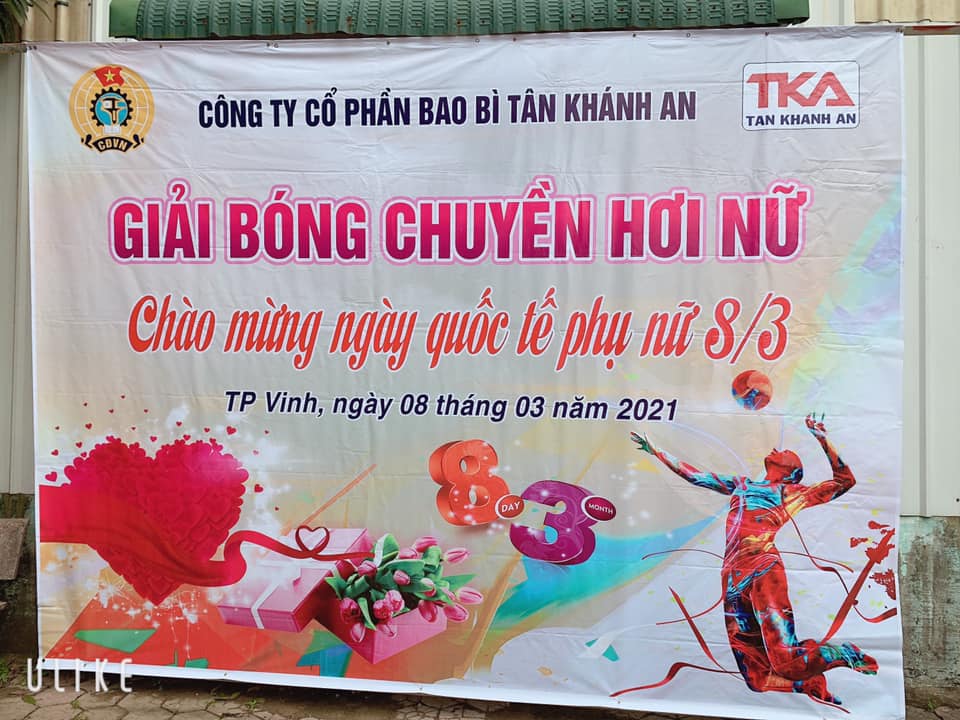 CÔNG TY CỔ PHẦN BAO BÌ TÂN KHÁNH AN
CĐVN
TKA
TAN KHANH AN
GIẢI BÓNG CHUYỀN HƠI NỮ
Chào mừng ngày quốc tế phụ nữ 8/3
TP Vinh, ngày 08 tháng 03 năm 2021
8 DAY
3 MONTH
ULIKE